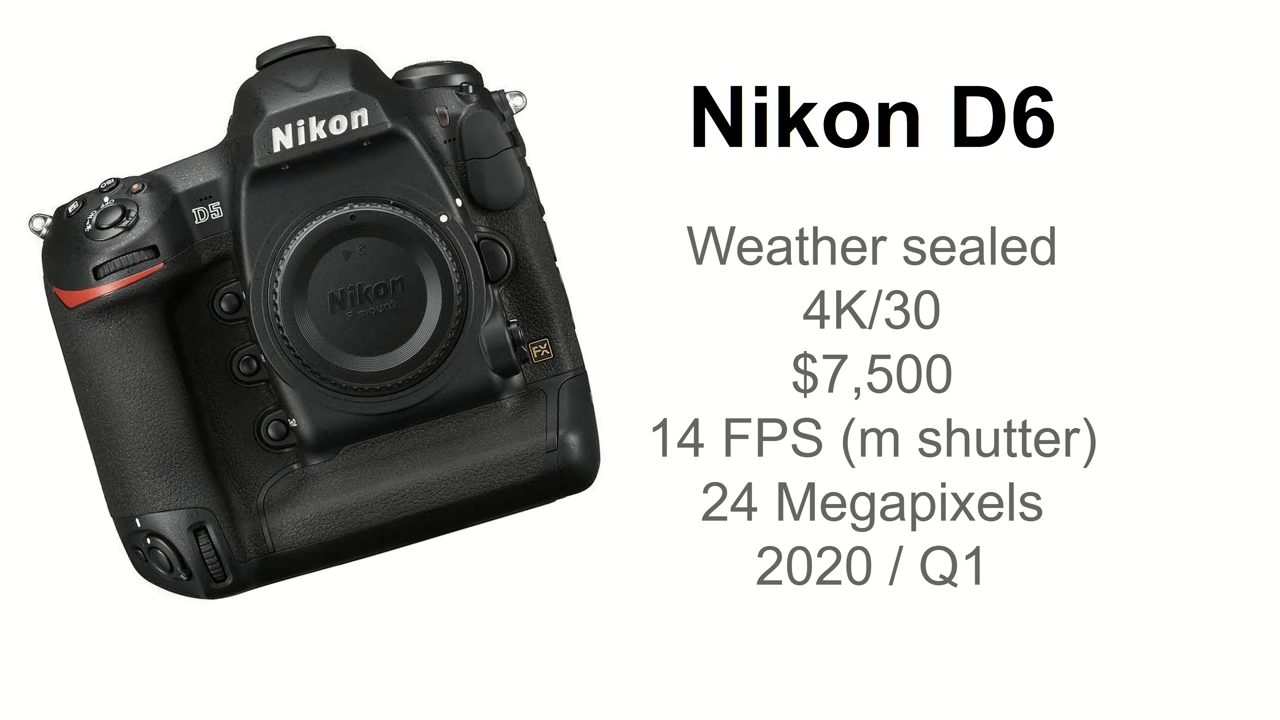 Nikon
D5
Nikon
FX
Nikon D6
Weather sealed
4K/30
$7,500
14 FPS (m shutter)
24 Megapixels
2020 / Q1